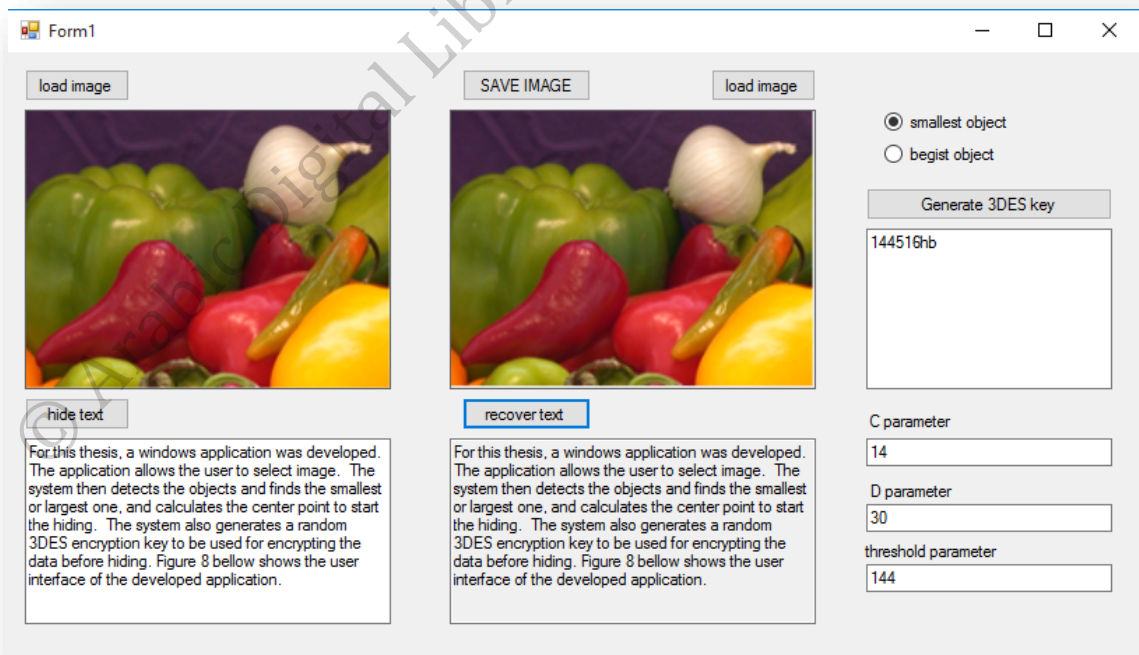 Form1
load image
SAVE IMAGE
load image
smallest object
begist object
Generate 3DES key
144516hb
hide text
recover text
C parameter
14
D parameter
30
threshold parameter
144
For this thesis, a windows application was developed.
The application allows the user to select image.  The
system then detects the objects and finds the smallest
or largest one, and calculates the center point to start
the hiding.  The system also generates a random
3DES encryption key to be used for encrypting the
data before hiding. Figure 8 bellow shows the user
interface of the developed application.
For this thesis, a windows application was developed.
The application allows the user to select image.  The
system then detects the objects and finds the smallest
or largest one, and calculates the center point to start
the hiding.  The system also generates a random
3DES encryption key to be used for encrypting the
data before hiding. Figure 8 bellow shows the user
interface of the developed application.
© Arabic Digital Libr